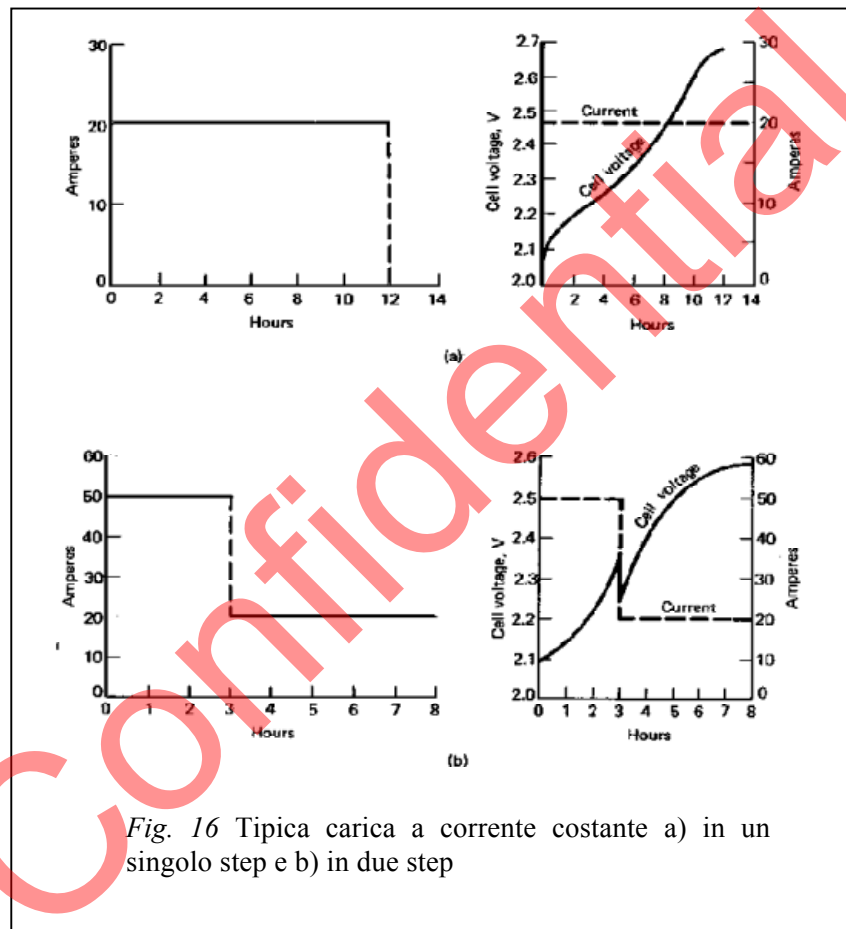 30
20
10
0
Amperes
0 2 4 6 8 10 12 14
Hours
2.7
2.6
2.5
2.4
2.3
2.2
2.1
2.0
Cell voltage, V
Current
Cell voltage
30
20
10
0
Amperes
2 4 6 8 10 12 14
Hours
(a)
60
50
40
30
20
10
0
Amperes
0 1 2 3 4 5 6 7 8
Hours
2.6
2.5
2.4
2.3
2.2
2.1
2.0
Cell voltage, V
Cell voltage
Current
60
50
40
30
20
10
0
Amperes
0 1 2 3 4 5 6 7 8
Hours
(b)
Fig. 16 Tipica carica a corrente costante a) in un
singolo step e b) in due step
Confidential